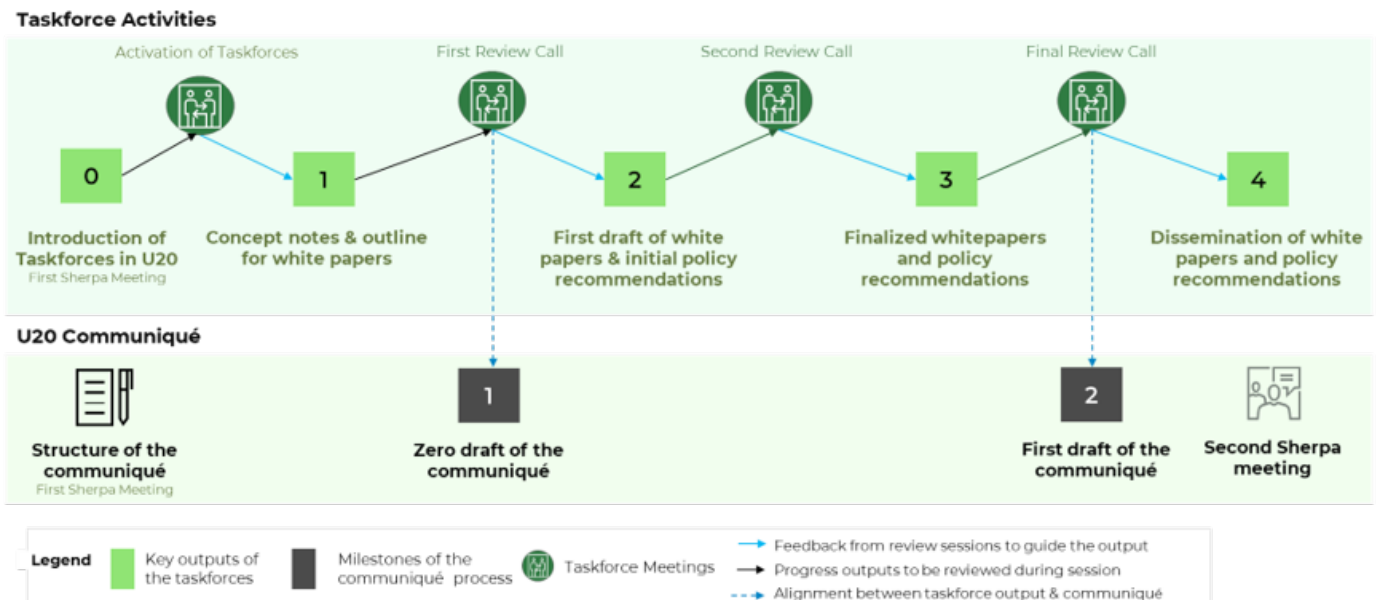 Taskforce Activities
Activation of Taskforces
First Review Call
Second Review Call
Final Review Call
0
1
2
3
4
Introduction of
Taskforces in U20
First Sherpa Meeting
Concept notes & outline
for white papers
First draft of white
papers & initial policy
recommendations
Finalized whitepapers
and policy
recommendations
Dissemination of white
papers and policy
recommendations
U20 Communiqué
1
2
Structure of the
communiqué
First Sherpa Meeting
Zero draft of the
communiqué
First draft of the
communiqué
Second Sherpa
meeting
Legend
Key outputs of
the taskforces
Milestones of the
communiqué process
Taskforce Meetings
Feedback from review sessions to guide the output
Progress outputs to be reviewed during session
Alignment between taskforce output & communiqué